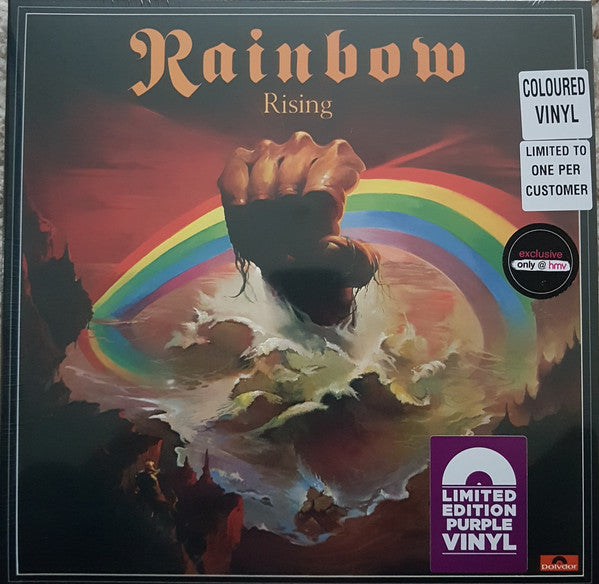 Rainbow
Rising
COLOURED
VINYL
LIMITED TO
ONE PER
CUSTOMER
exclusive
only @ hmv
LIMITED
EDITION
PURPLE
VINYL
Polydor